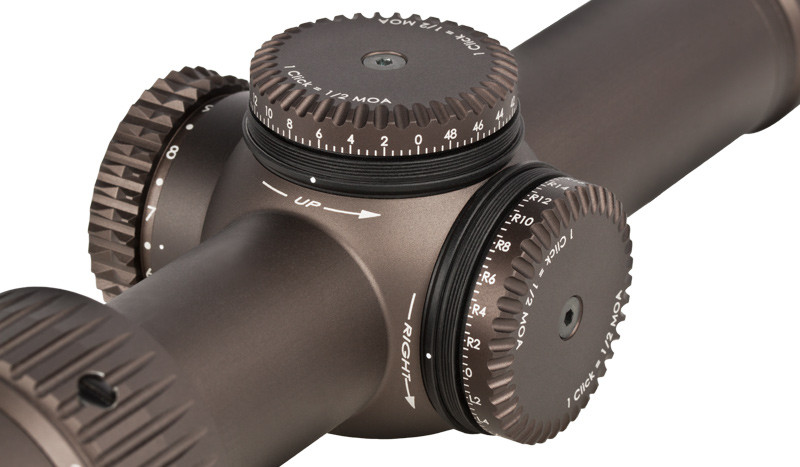 1 Click = 1/2 MOA
1 Click = 1/2 MOA
12 10 8 6 4 2 0 48 46 44 42
UP
8
7
R14
R12
R10
R8
R6
R4
R2
0
1 Click = 1/2 MOA
1 Click = 1/2 MOA
RIGHT